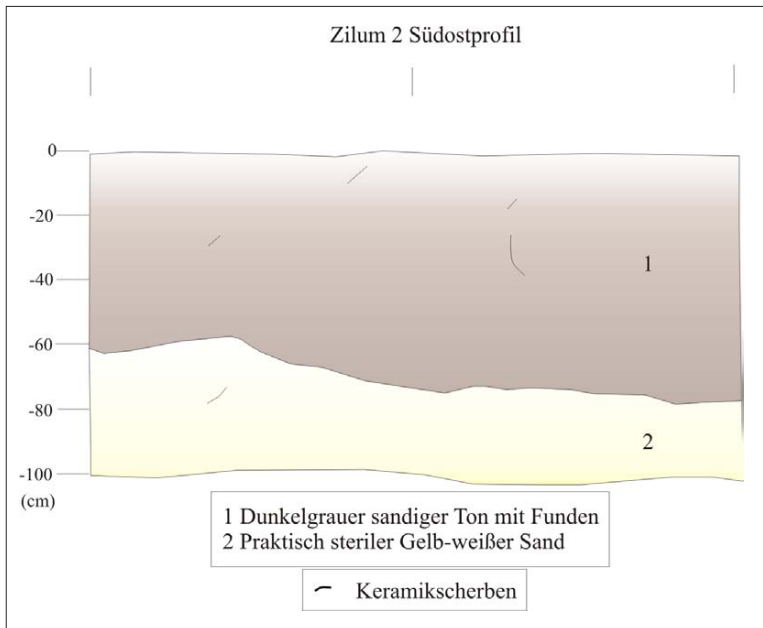 Zilum 2 Südostprofil
0
-20
-40
-60
-80
-100
(cm)
1
2
1 Dunkelgrauer sandiger Ton mit Funden
2 Praktisch steriler Gelb-weißer Sand
Keramikscherben